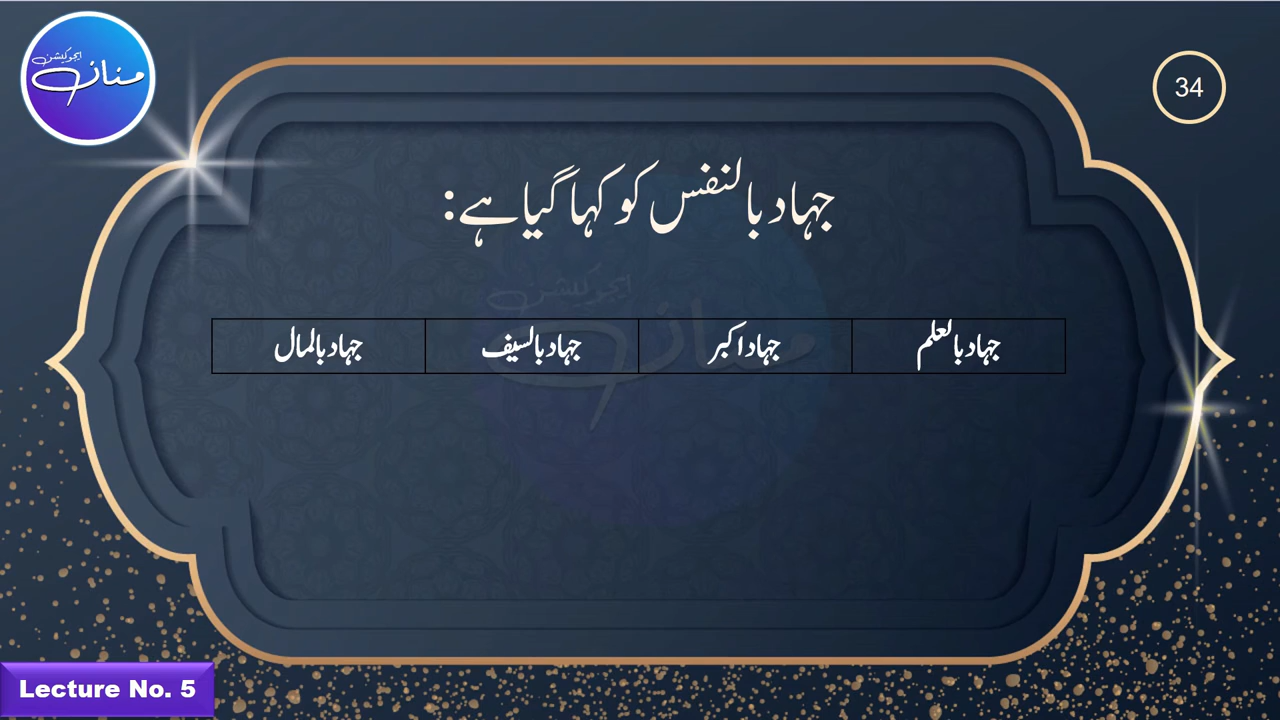 منان ایجوکیشن
34
جہاد بالنفس کو کہا گیا ہے:
جہاد بالعلم جہاد اکبر جہاد بالسیف جہاد بالمال
Lecture No. 5